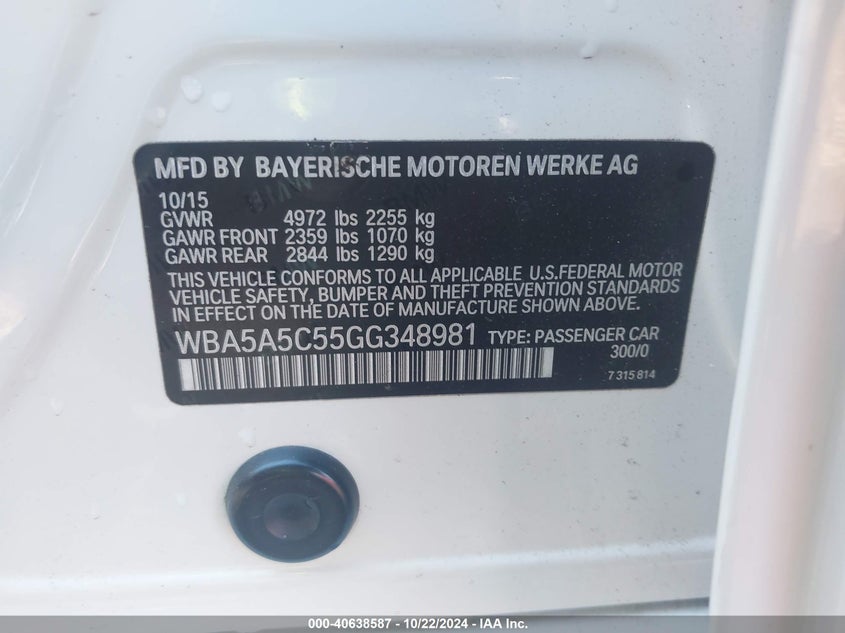 MFD BY BAYERISCHE MOTOREN WERKE AG
10/15
GVWR 4972 lbs 2255 kg
GAWR FRONT 2359 lbs 1070 kg
GAWR REAR 2844 lbs 1290 kg
THIS VEHICLE CONFORMS TO ALL APPLICABLE U.S.FEDERAL MOTOR
VEHICLE SAFETY, BUMPER AND THEFT PREVENTION STANDARDS
IN EFFECT ON THE DATE OF MANUFACTURE SHOWN ABOVE.
WBA5A5C55GG348981 TYPE: PASSENGER CAR
300/0
7 315 814
000-40638587 - 10/22/2024 - IAA Inc.